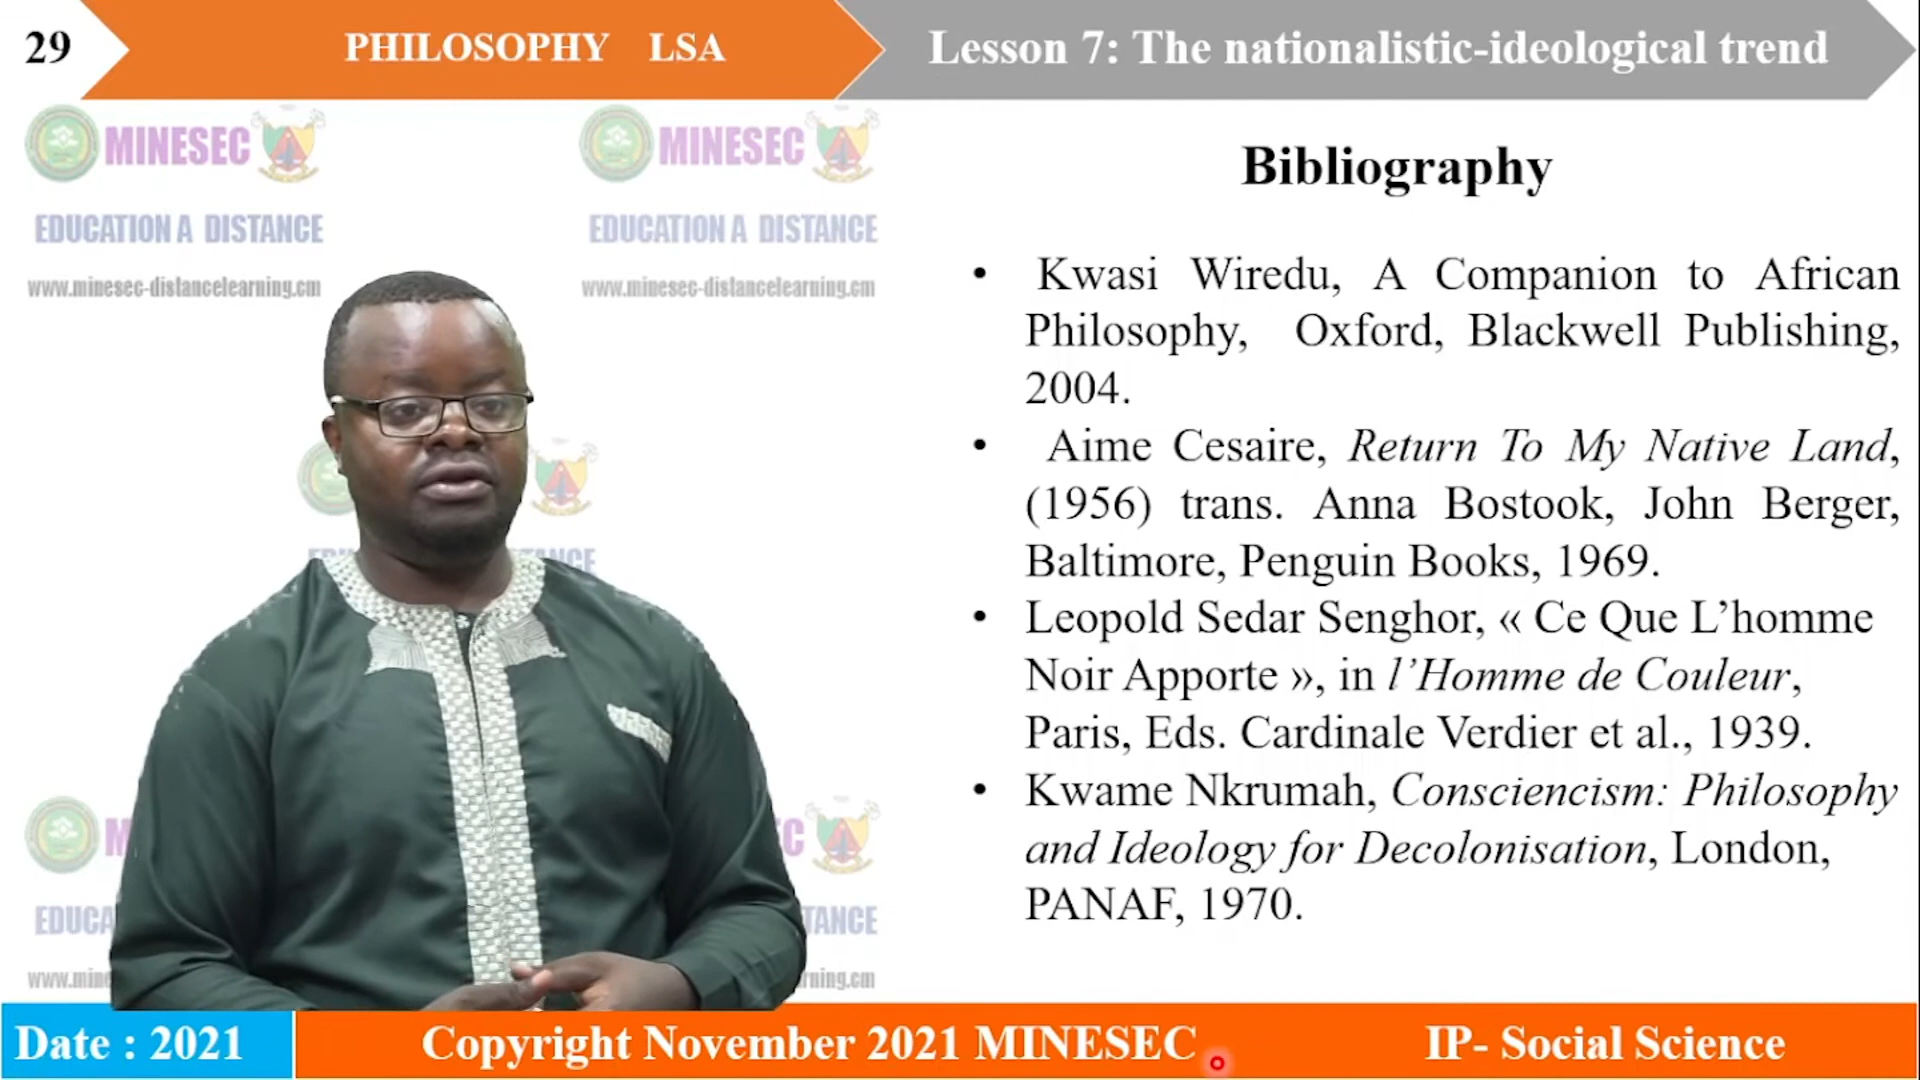 29
PHILOSOPHY LSA
Lesson 7: The nationalistic-ideological trend
MINESEC
EDUCATION A DISTANCE
www.minesec-distancelearning.cm
MINESEC
EDUCATION A DISTANCE
www.minesec-distancelearning.cm
Bibliography
• Kwasi Wiredu, A Companion to African
Philosophy, Oxford, Blackwell Publishing,
2004.
• Aime Cesaire, Return To My Native Land,
(1956) trans. Anna Bostook, John Berger,
Baltimore, Penguin Books, 1969.
• Leopold Sedar Senghor, « Ce Que L’homme
Noir Apporte », in l’Homme de Couleur,
Paris, Eds. Cardinale Verdier et al., 1939.
• Kwame Nkrumah, Consciencism: Philosophy
and Ideology for Decolonisation, London,
PANAF, 1970.
Date : 2021
Copyright November 2021 MINESEC
IP- Social Science